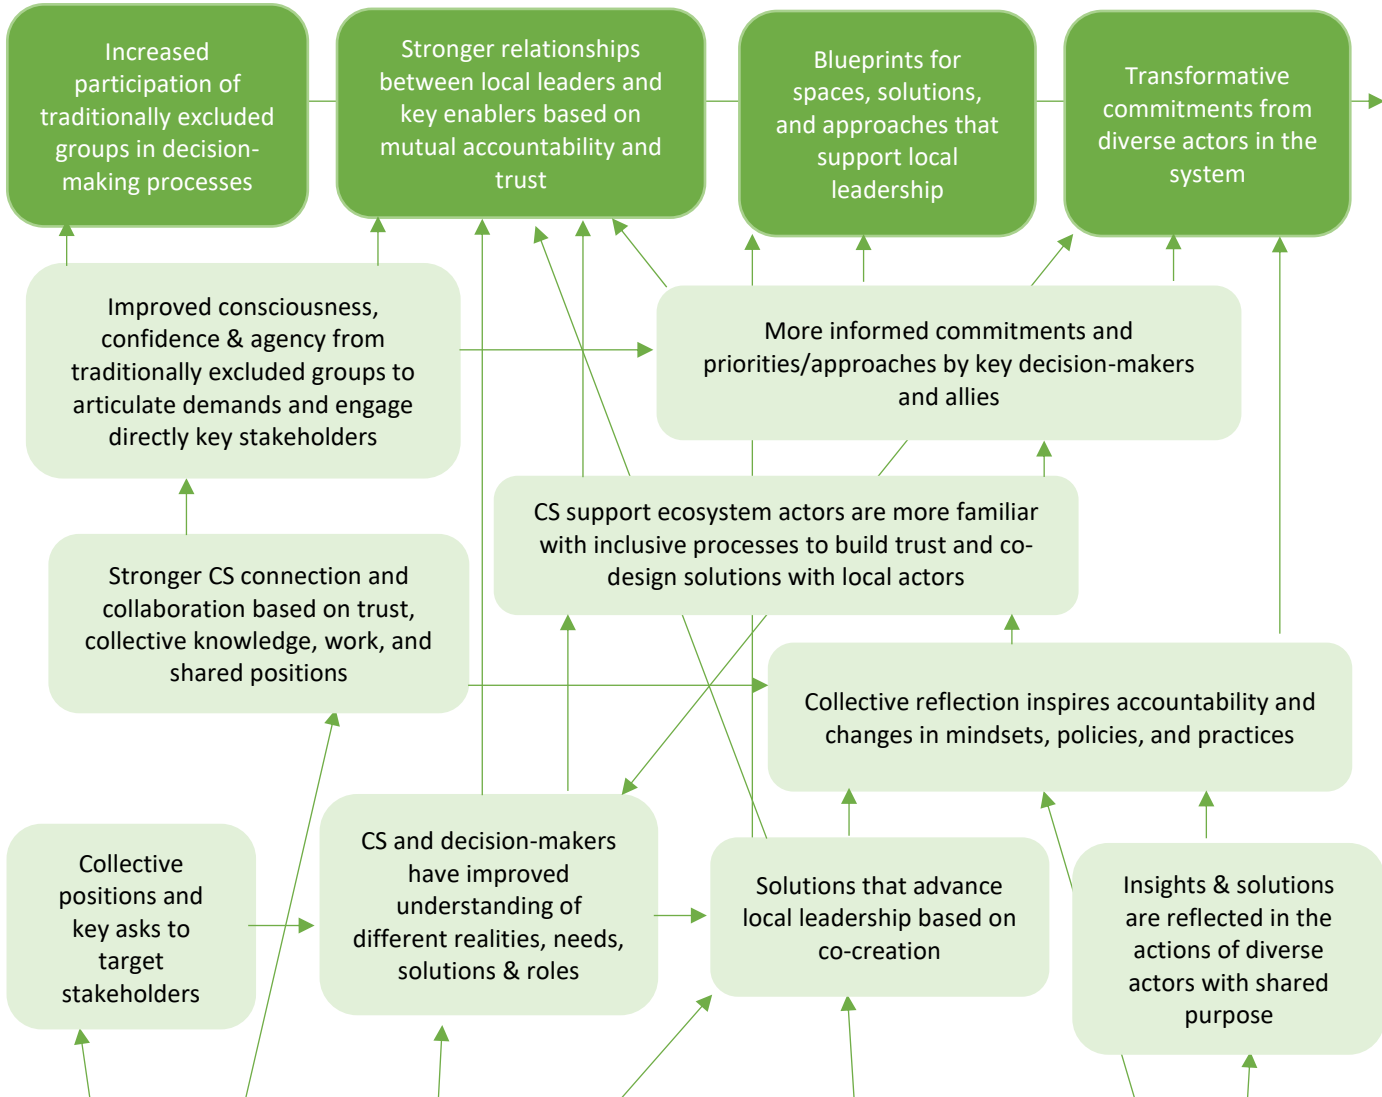 Increased
participation of
traditionally excluded
groups in decision-
making processes
Stronger relationships
between local leaders and
key enablers based on
mutual accountability and
trust
Blueprints for
spaces, solutions,
and approaches that
support local
leadership
Transformative
commitments from
diverse actors in the
system
Improved consciousness,
confidence & agency from
traditionally excluded groups to
articulate demands and engage
directly key stakeholders
More informed commitments and
priorities/approaches by key decision-makers
and allies
CS support ecosystem actors are more familiar
with inclusive processes to build trust and co-
design solutions with local actors
Stronger CS connection and
collaboration based on trust,
collective knowledge, work, and
shared positions
Collective reflection inspires accountability and
changes in mindsets, policies, and practices
Collective
positions and
key asks to
target
stakeholders
CS and decision-makers
have improved
understanding of
different realities, needs,
solutions & roles
Solutions that advance
local leadership based on
co-creation
Insights & solutions
are reflected in the
actions of diverse
actors with shared
purpose